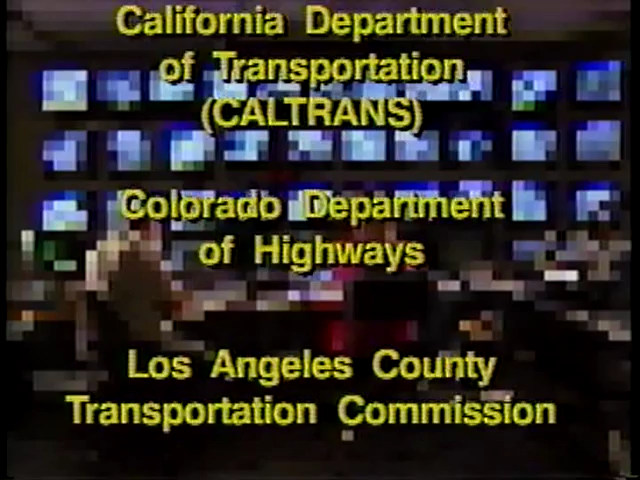 California Department
of Transportation
(CALTRANS)
Colorado Department
of Highways
Los Angeles County
Transportation Commission